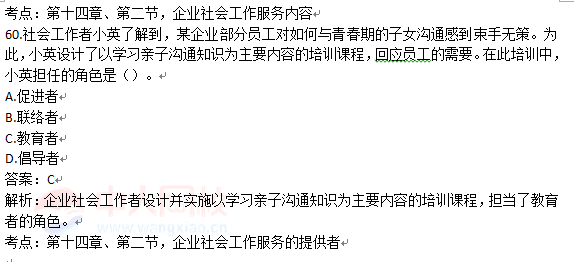 考点：第十四章、第二节，企业社会工作服务内容
60.社会工作者小英了解到，某企业部分员工对如何与青春期的子女沟通感到束手无策。为
此，小英设计了以学习亲子沟通知识为主要内容的培训课程，回应员工的需要。在此培训中，
小英担任的角色是（）。
A.促进者
B.联络者
C.教育者
D.倡导者
答案：C
解析：企业社会工作者设计并实施以学习亲子沟通知识为主要内容的培训课程，担当了教育
者的角色。
考点：第十四章、第二节，企业社会工作服务的提供者
中大网校
www.wangxiao.cn